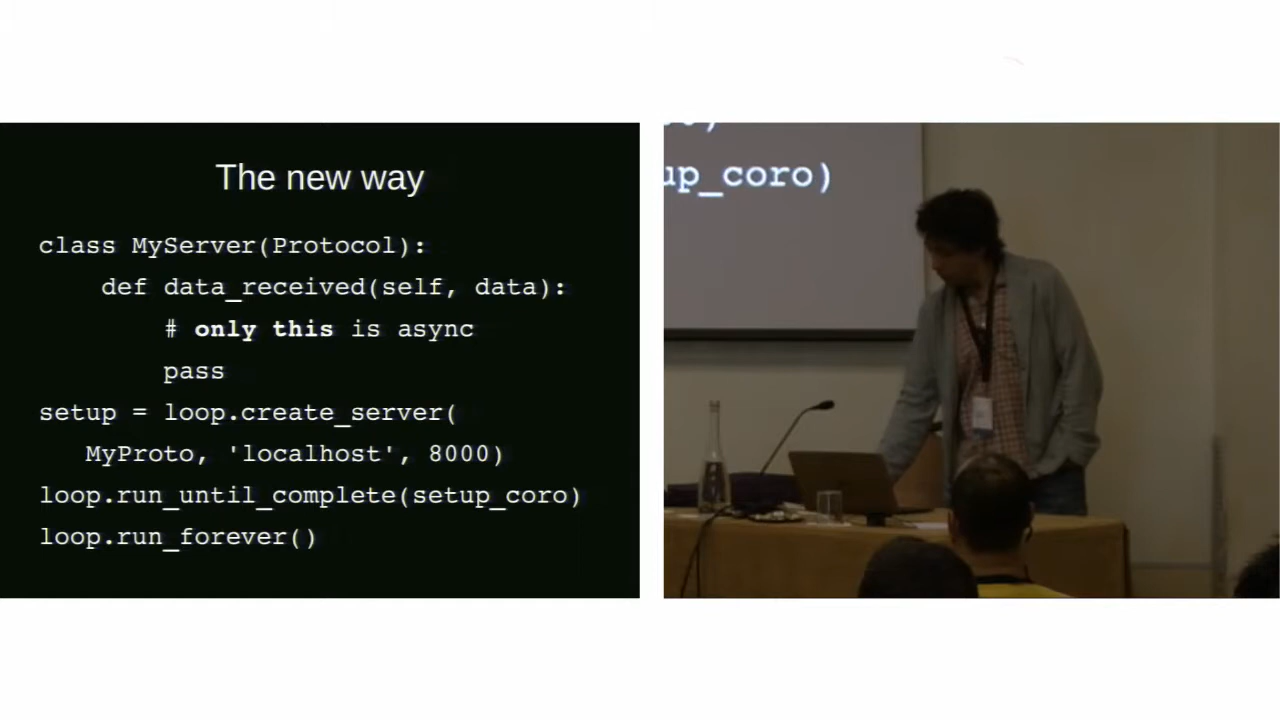 The new way
class MyServer(Protocol):
def data_received(self, data):
# only this is async
pass
setup = loop.create_server(
MyProto, 'localhost', 8000)
loop.run_until_complete(setup_coro)
loop.run_forever()
up_coro)